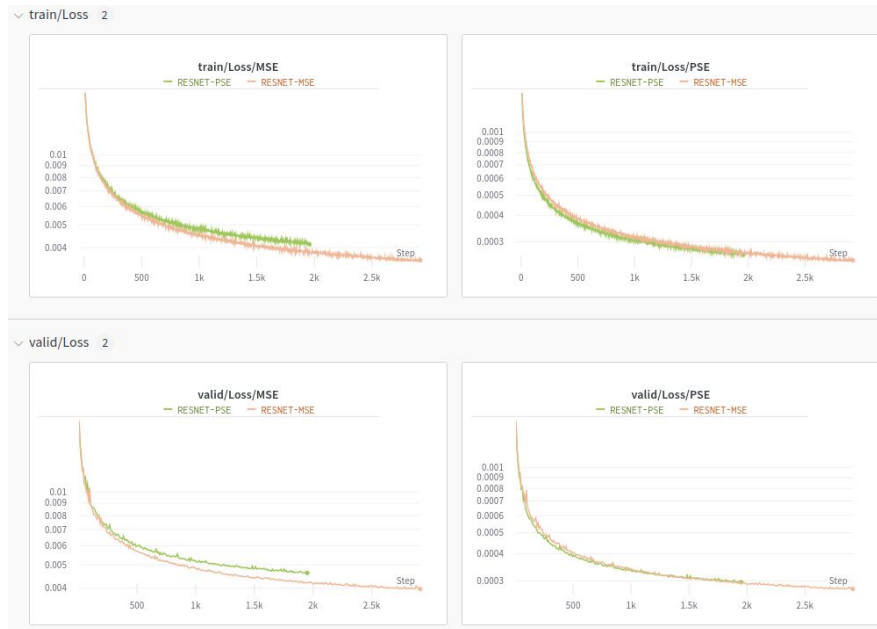 train/Loss 2
train/Loss/MSE
RESNET-PSE RESNET-MSE
0.01
0.009
0.008
0.007
0.006
0.005
0.004
Step
0 500 1k 1.5k 2k 2.5k
train/Loss/PSE
RESNET-PSE RESNET-MSE
0.001
0.0009
0.0008
0.0007
0.0006
0.0005
0.0004
0.0003
Step
0 500 1k 1.5k 2k 2.5k
valid/Loss 2
valid/Loss/MSE
RESNET-PSE RESNET-MSE
0.01
0.009
0.008
0.007
0.006
0.005
0.004
Step
500 1k 1.5k 2k 2.5k
valid/Loss/PSE
RESNET-PSE RESNET-MSE
0.001
0.0009
0.0008
0.0007
0.0006
0.0005
0.0004
0.0003
Step
500 1k 1.5k 2k 2.5k